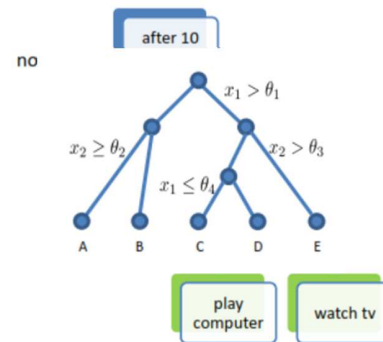 after 10
no
x₁ > θ₁
x₂ ≥ θ₂
x₂ > θ₃
x₁ ≤ θ₄
A B C D E
play
computer
watch tv